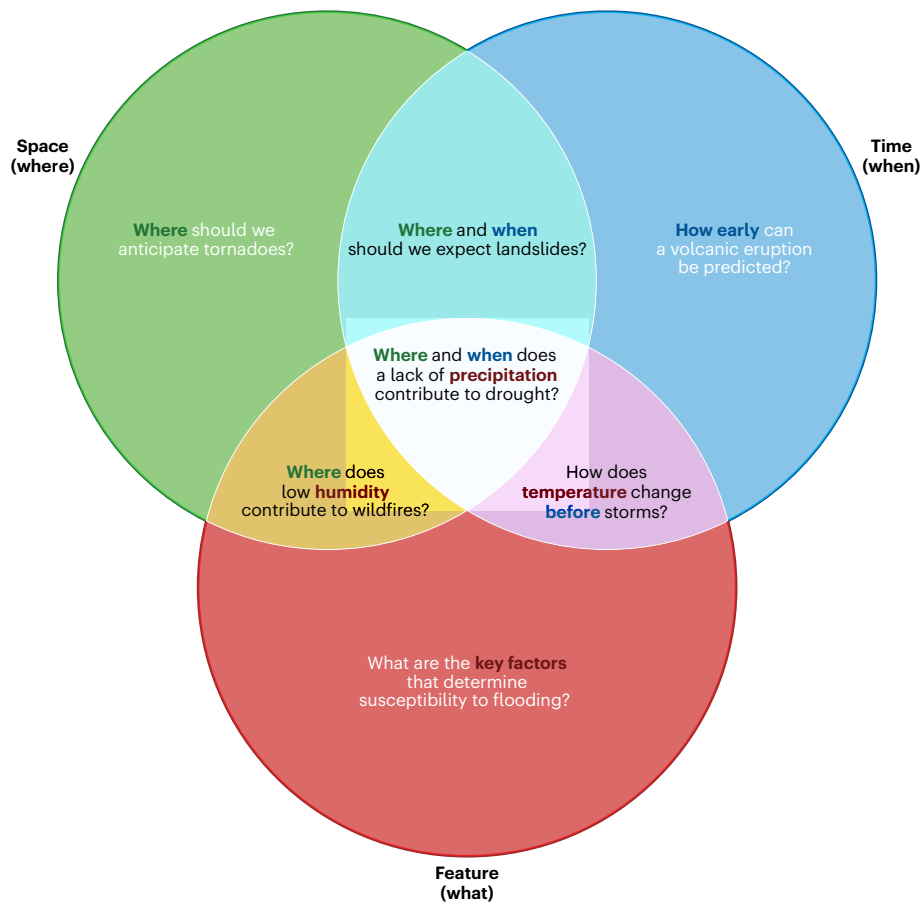 Space
(where)
Time
(when)
Where should we
anticipate tornadoes?
Where and when
should we expect landslides?
How early can
a volcanic eruption
be predicted?
Where and when does
a lack of precipitation
contribute to drought?
Where does
low humidity
contribute to wildfires?
How does
temperature change
before storms?
What are the key factors
that determine
susceptibility to flooding?
Feature
(what)